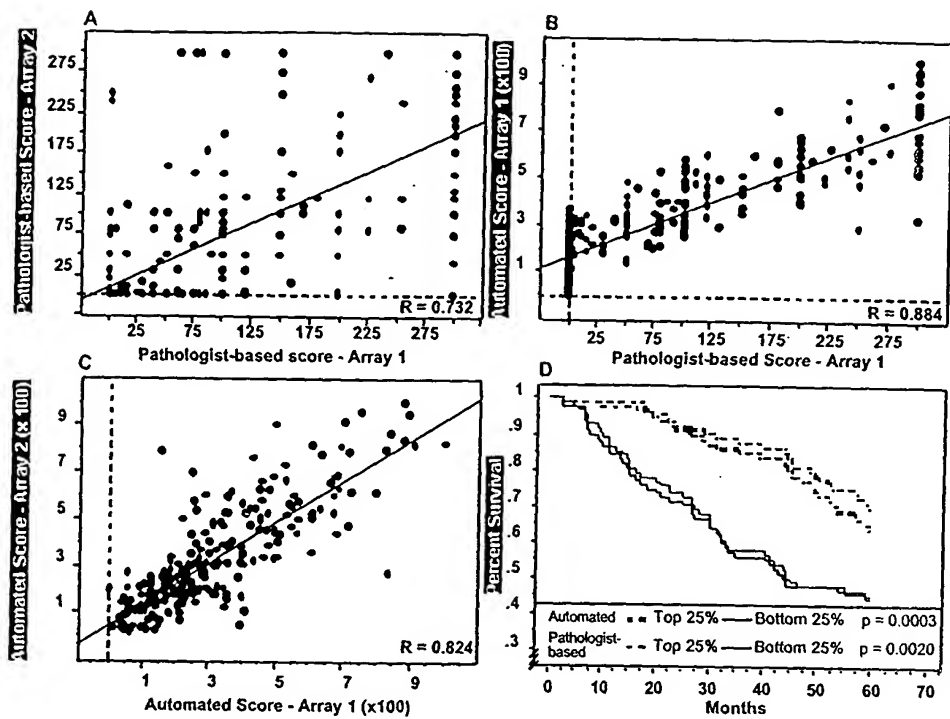 A
Pathologist-based Score - Array 2
275
225
175
125
75
25
R = 0.732
25
75
125
175
225
275
Pathologist-based score - Array 1
B
Automated Score - Array 1 (x100)
9
7
5
3
1
R = 0.884
25
75
125
175
225
275
Pathologist-based Score - Array 1
C
Automated Score - Array 2 (x 100)
9
7
5
3
1
R = 0.824
1
3
5
7
9
Automated Score - Array 1 (x100)
D
Percent Survival
1
.9
.8
.7
.6
.5
.4
.3
Automated Top 25% Bottom 25% p = 0.0003
Pathologist-
based Top 25% Bottom 25% p = 0.0020
0
10
20
30
40
50
60
70
Months